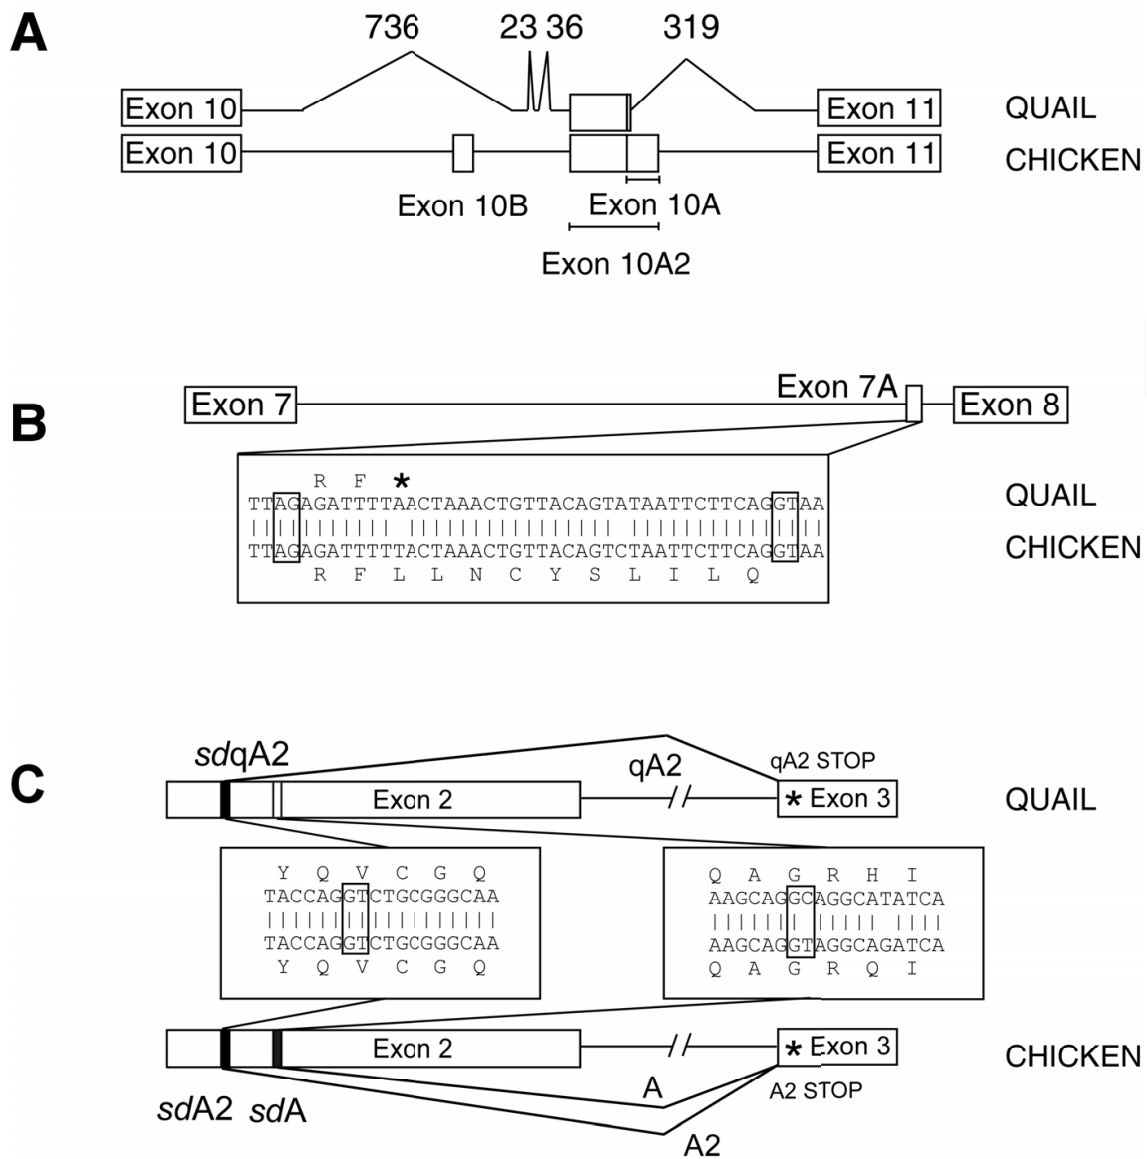 A
736 23 36 319
Exon 10 Exon 11 QUAIL
Exon 10 Exon 11 CHICKEN
Exon 10B Exon 10A
Exon 10A2
B
Exon 7 Exon 7A Exon 8
R F *
TTAGAGATTTTAACTAAACTGTTACAGTATAATTCTTCAGGTAA QUAIL
TTAGAGATTTTTACTAAACTGTTACAGTCTAATTCTTCAGGTAA CHICKEN
R F L L N C Y S L I L Q
C
sdqA2 qA2 qA2 STOP
Exon 2 * Exon 3 QUAIL
Y Q V C G Q Q A G R H I
TACCAGGTCTGCGGGCAA AAGCAGGCAGGCATATCA
TACCAGGTCTGCGGGCAA AAGCAGGTAGGCAGATCA
Y Q V C G Q Q A G R Q I
Exon 2 * Exon 3 CHICKEN
sdA2 sdA A A2 STOP
A2